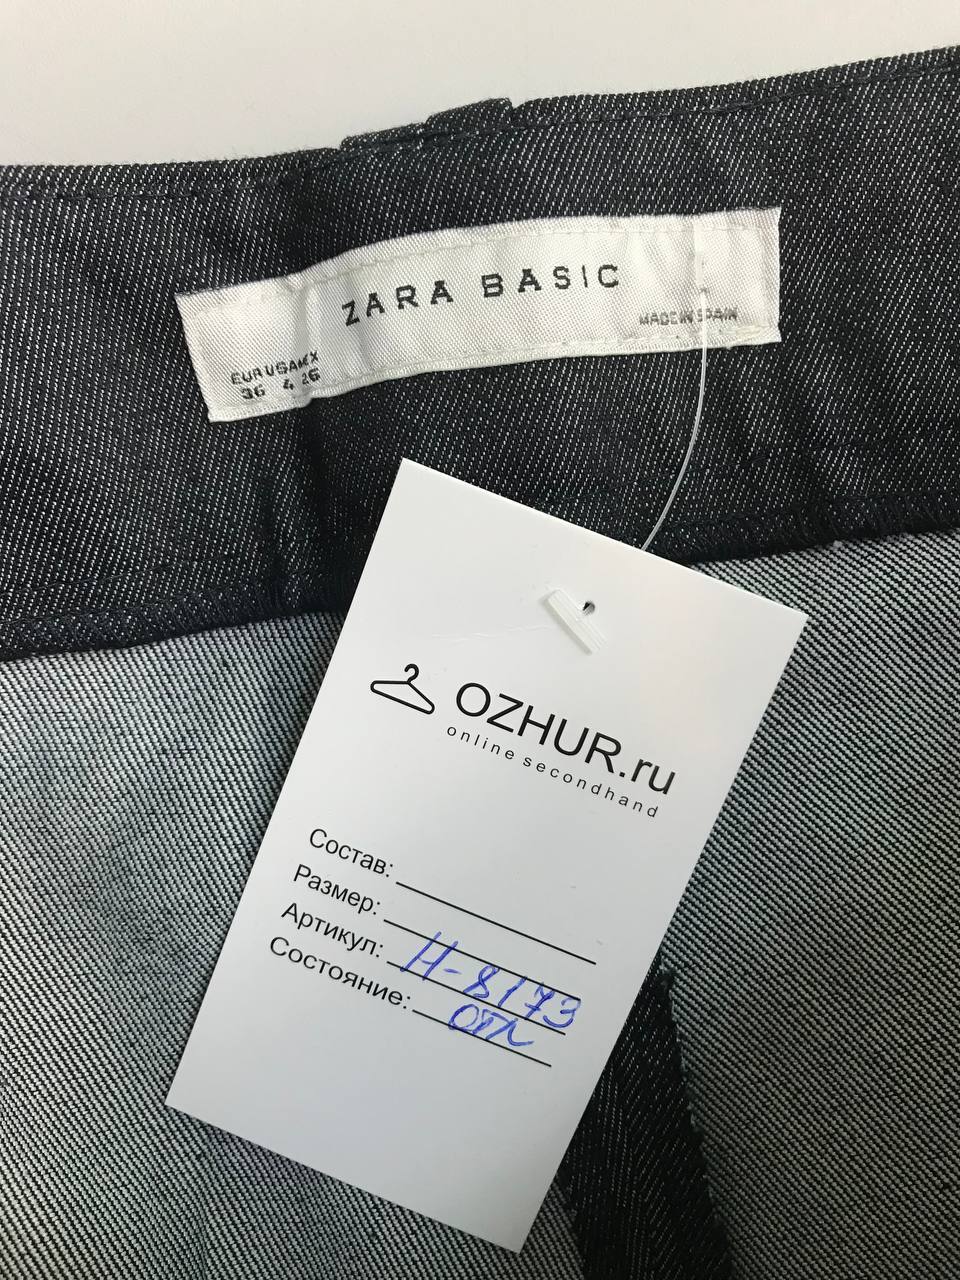 ZARA BASIC
MADE IN SPAIN
EUR USA MEX
36 4 26
OZHUR.ru
online secondhand
Состав:
Размер:
Артикул: Н-8173
Состояние: отл